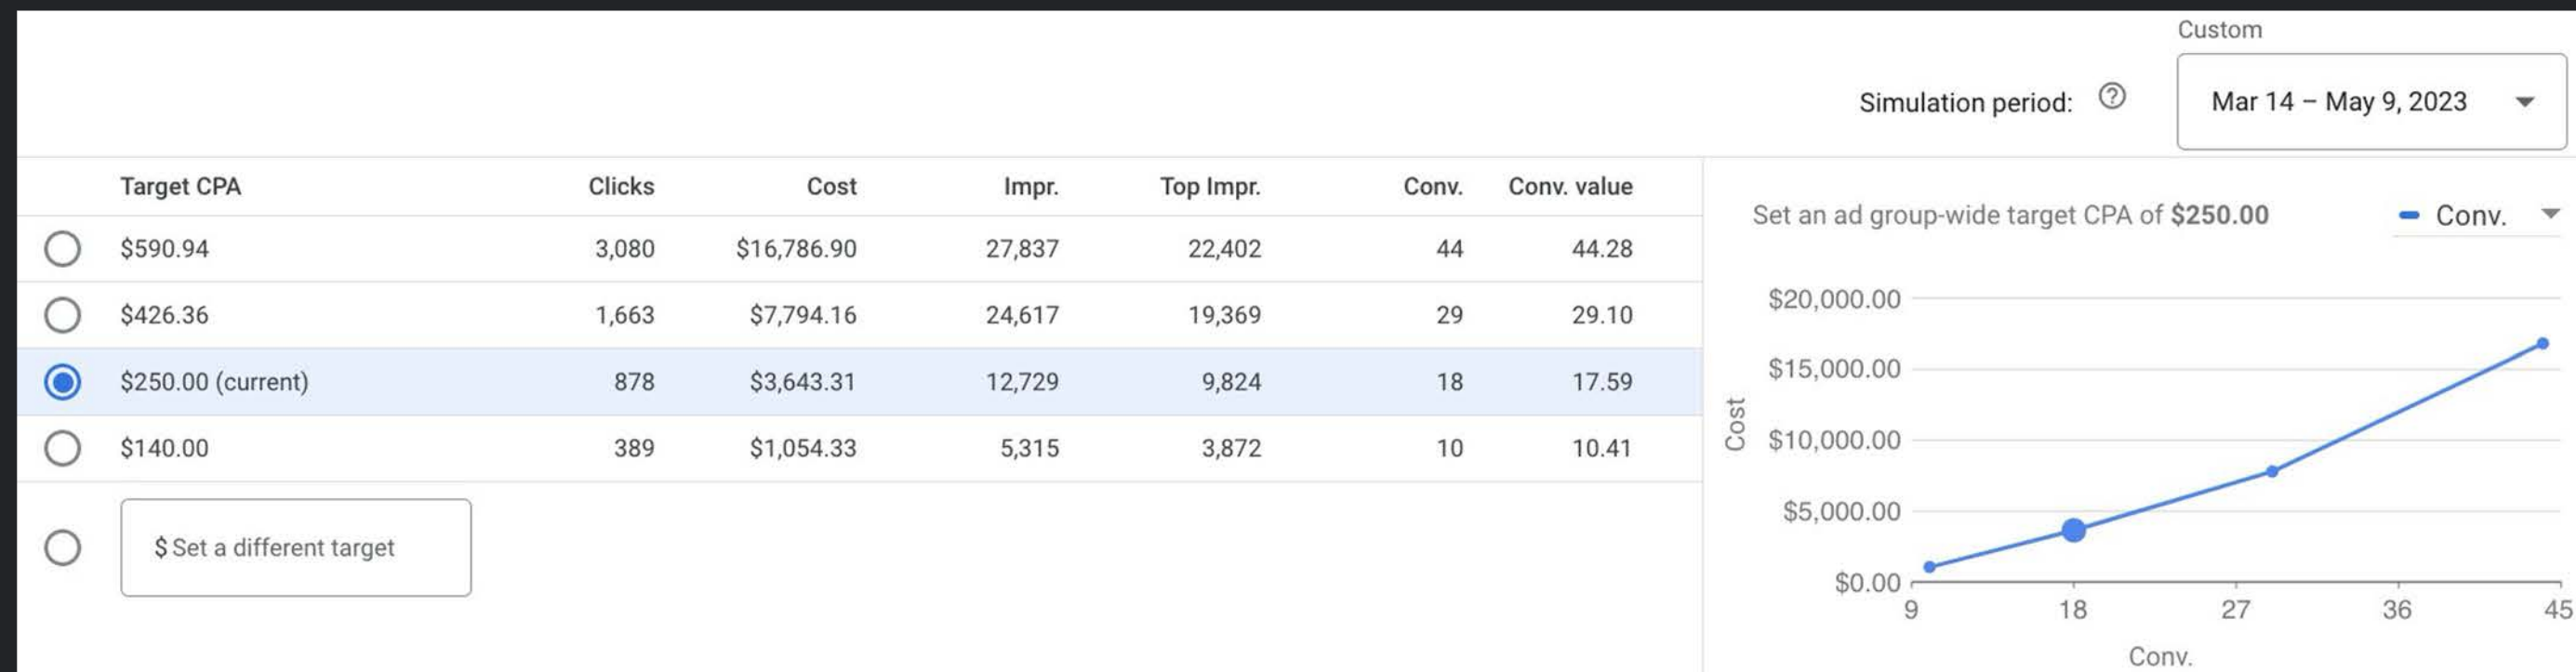 Custom
Simulation period: Mar 14 – May 9, 2023
Target CPA Clicks Cost Impr. Top Impr. Conv. Conv. value
$590.94 3,080 $16,786.90 27,837 22,402 44 44.28
$426.36 1,663 $7,794.16 24,617 19,369 29 29.10
$250.00 (current) 878 $3,643.31 12,729 9,824 18 17.59
$140.00 389 $1,054.33 5,315 3,872 10 10.41
$ Set a different target
Set an ad group-wide target CPA of $250.00 Conv.
$20,000.00
$15,000.00
$10,000.00
$5,000.00
$0.00
Cost
9 18 27 36 45
Conv.